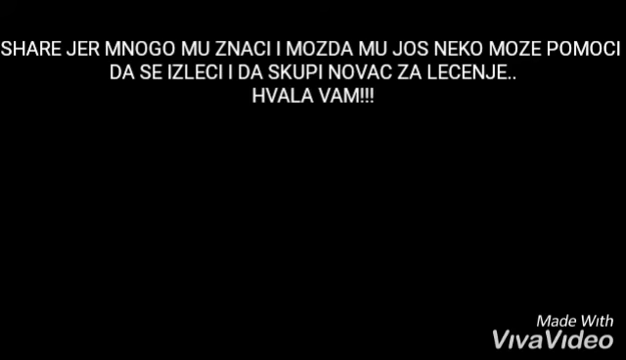 SHARE JER MNOGO MU ZNACI I MOZDA MU JOS NEKO MOZE POMOCI
DA SE IZLECI I DA SKUPI NOVAC ZA LECENJE..
HVALA VAM!!!
Made With
VivaVideo